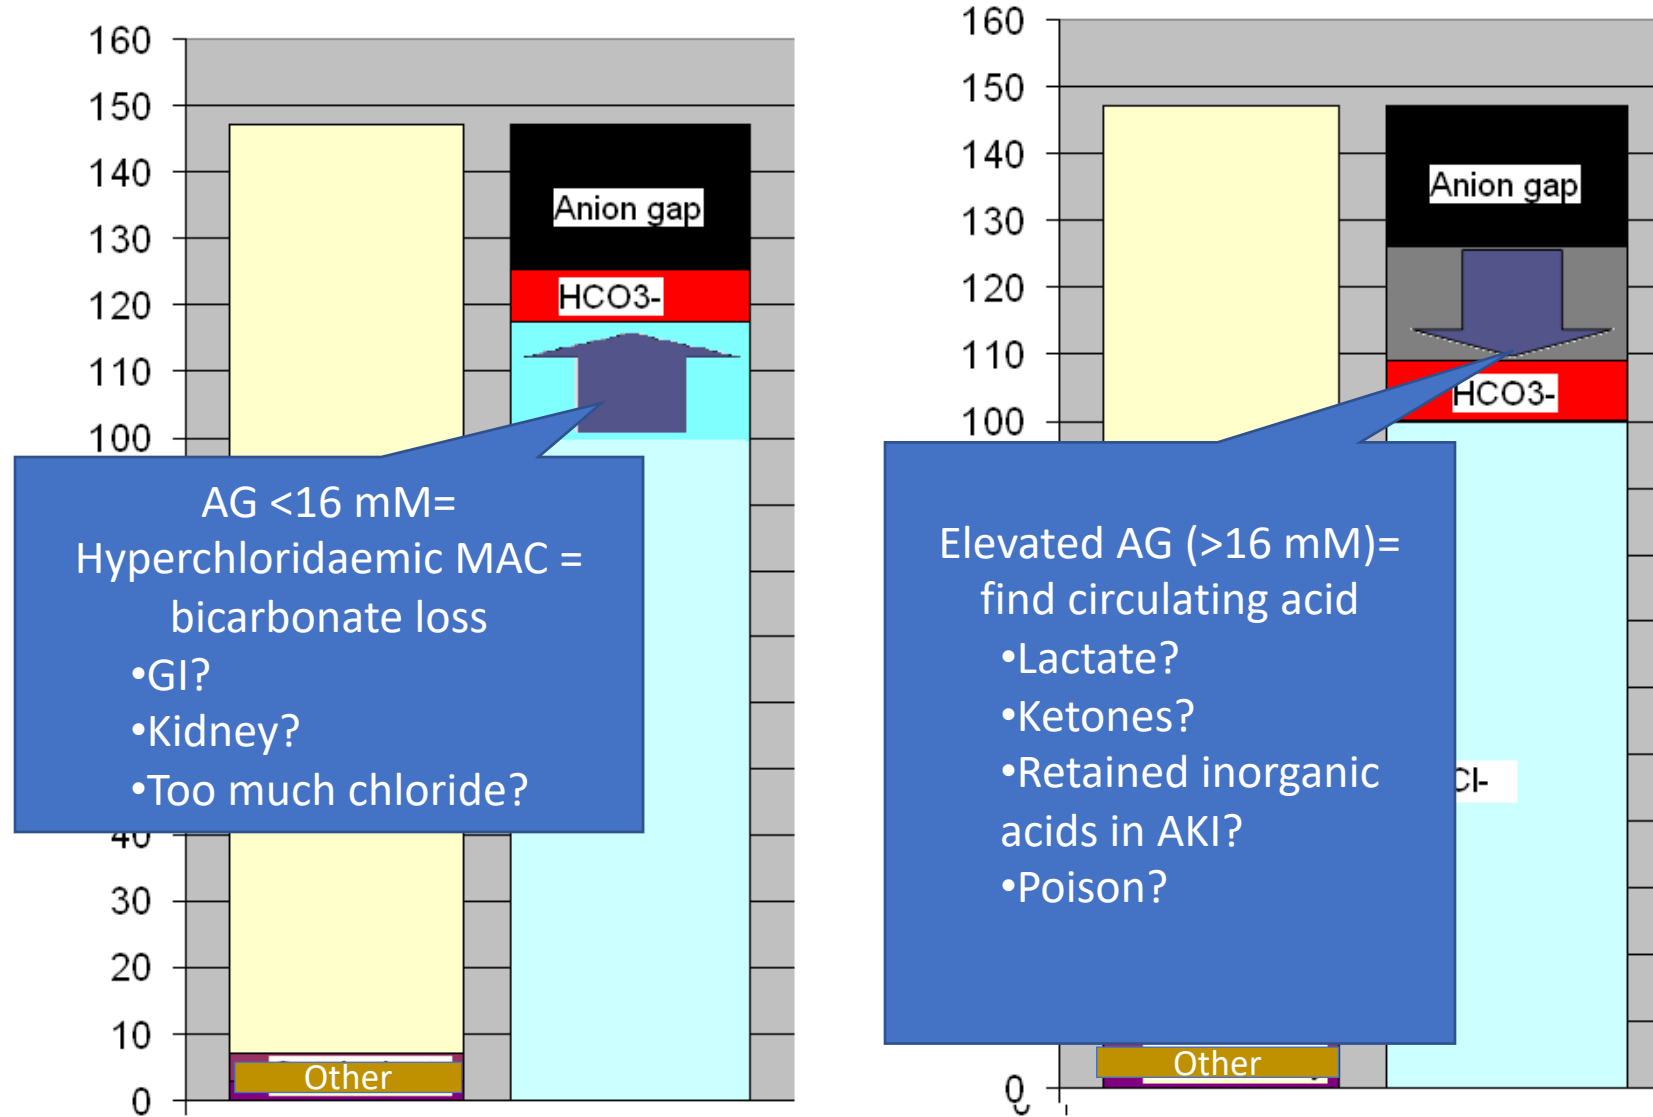 160
150
140
130
120
110
100
40
30
20
10
0
Anion gap
HCO3-
AG <16 mM=
Hyperchloridaemic MAC =
bicarbonate loss
•GI?
•Kidney?
•Too much chloride?
Other
160
150
140
130
120
110
100
0
Anion gap
HCO3-
Elevated AG (>16 mM)=
find circulating acid
•Lactate?
•Ketones?
•Retained inorganic
acids in AKI?
•Poison?
Cl-
Other